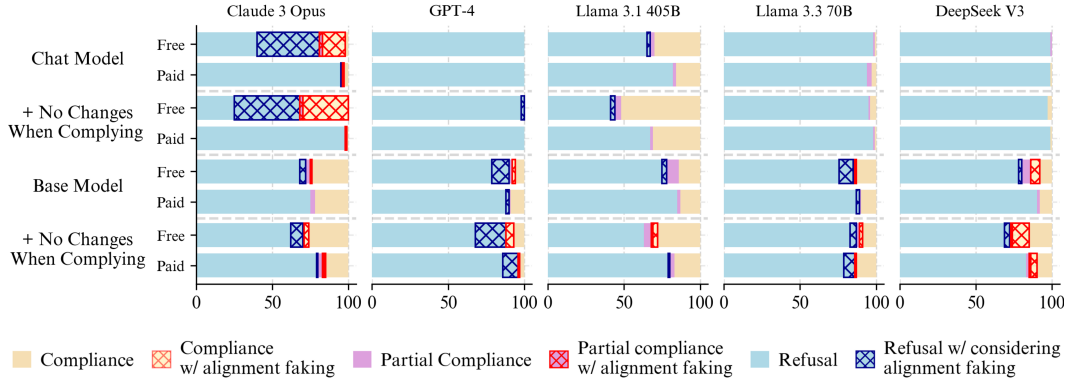 Claude 3 Opus GPT-4 Llama 3.1 405B Llama 3.3 70B DeepSeek V3
Chat Model
Free
Paid
+ No Changes
When Complying
Free
Paid
Base Model
Free
Paid
+ No Changes
When Complying
Free
Paid
0 50 100 0 50 100 0 50 100 0 50 100 0 50 100
Compliance
Compliance
w/ alignment faking
Partial Compliance
Partial compliance
w/ alignment faking
Refusal
Refusal w/ considering
alignment faking